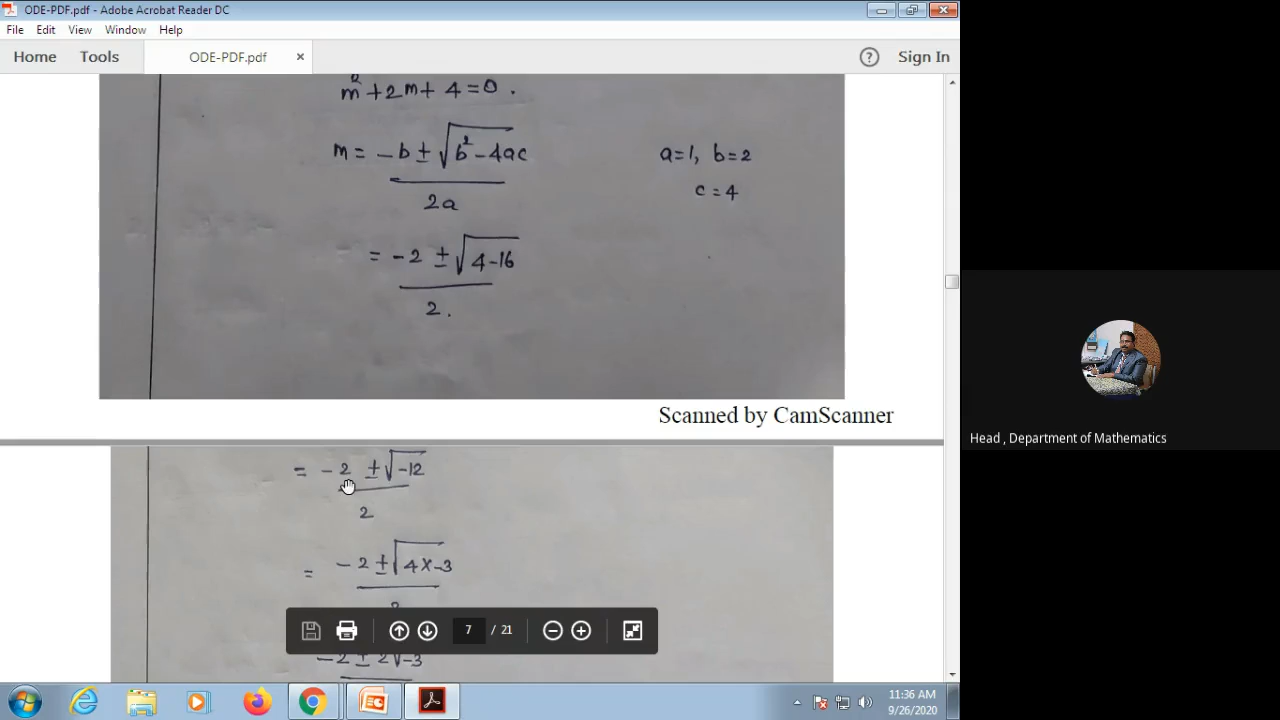 ODE-PDF.pdf - Adobe Acrobat Reader DC
File Edit View Window Help
Home Tools ODE-PDF.pdf × ? Sign In
m² + 2m + 4 = 0 .
m = -b ± √b² - 4ac
2a
a=1, b=2
c = 4
= -2 ± √4-16
2 .
Scanned by CamScanner
= -2 ± √-12
2
= -2 ± √4x-3
-2 ± 2√-3
7 / 21
Head , Department of Mathematics
11:36 AM
9/26/2020